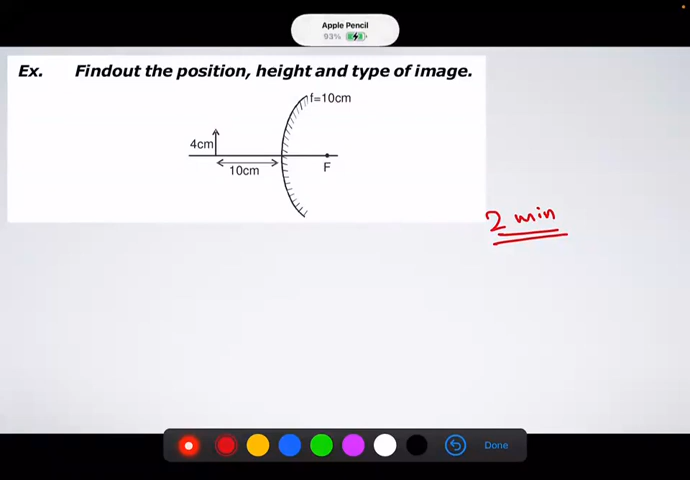 Apple Pencil
93%
Ex. Findout the position, height and type of image.
f=10cm
4cm
10cm
F
2 min
Done